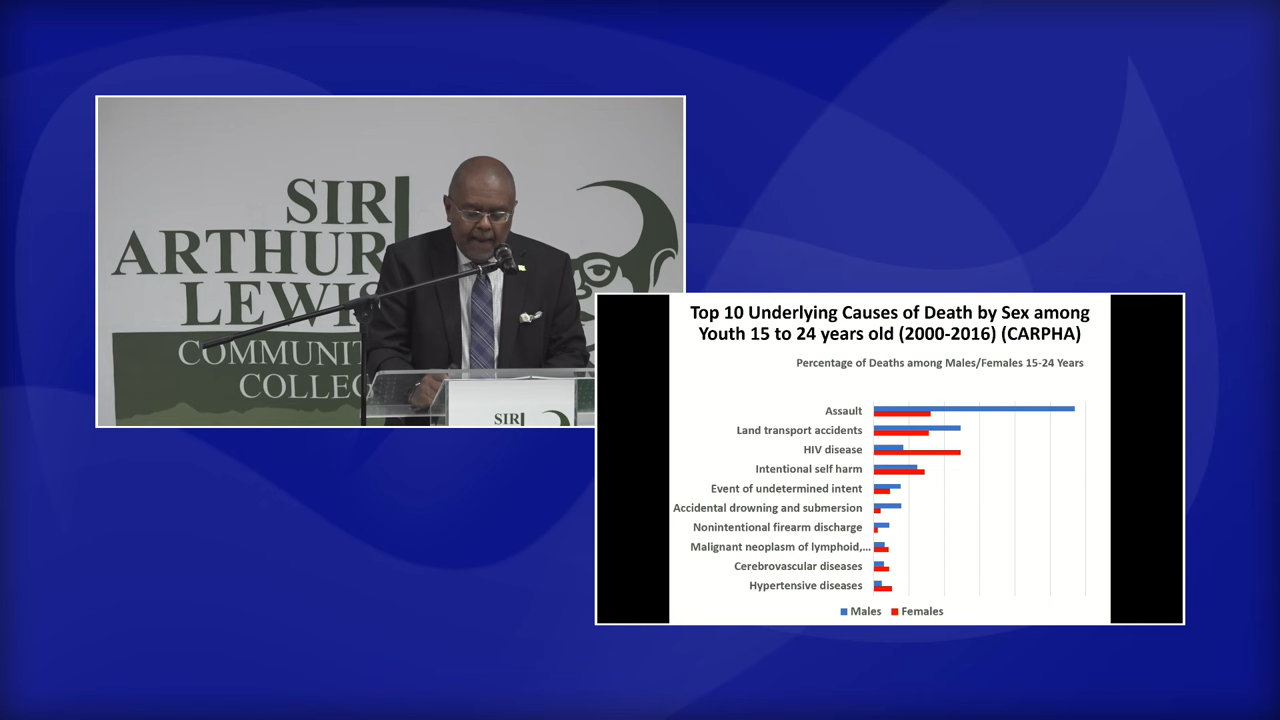 SIR
ARTHUR
LEWIS
COMMUNIT
COLLEG
SIR
Top 10 Underlying Causes of Death by Sex among
Youth 15 to 24 years old (2000-2016) (CARPHA)
Percentage of Deaths among Males/Females 15-24 Years
Assault
Land transport accidents
HIV disease
Intentional self harm
Event of undetermined intent
Accidental drowning and submersion
Nonintentional firearm discharge
Malignant neoplasm of lymphoid,...
Cerebrovascular diseases
Hypertensive diseases
Males Females